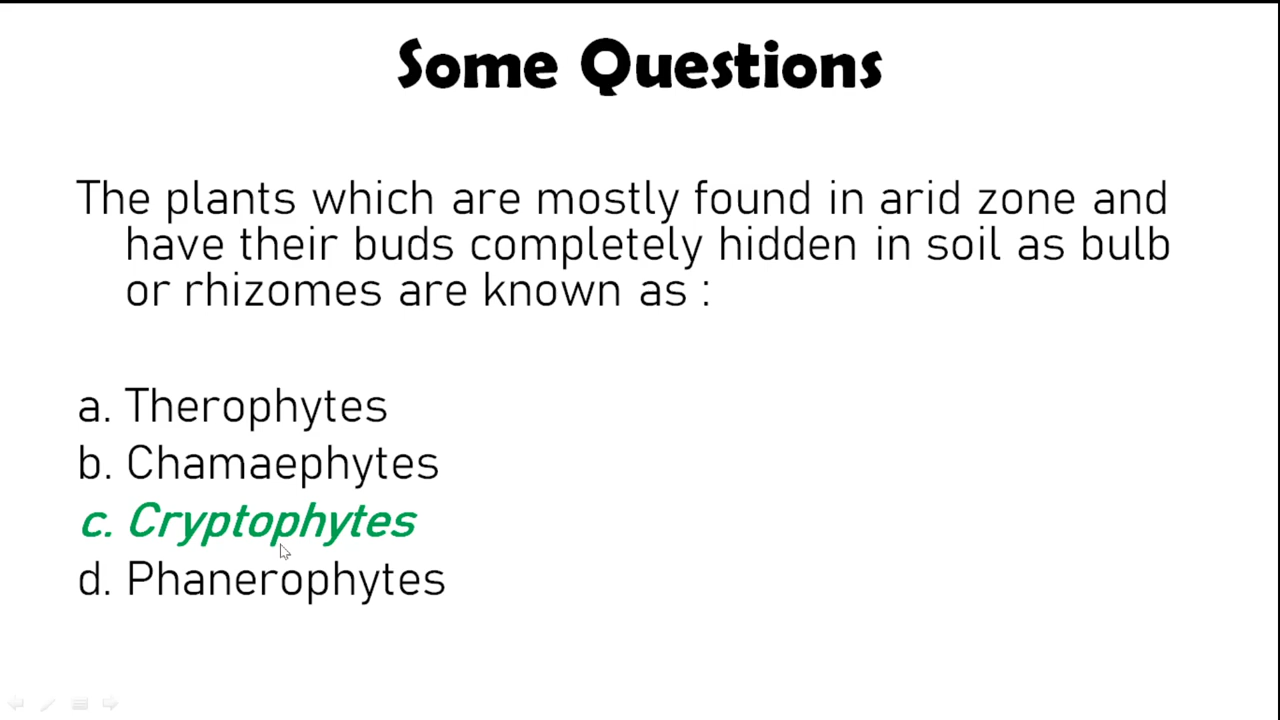 Some Questions
The plants which are mostly found in arid zone and
have their buds completely hidden in soil as bulb
or rhizomes are known as :
a. Therophytes
b. Chamaephytes
c. Cryptophytes
d. Phanerophytes